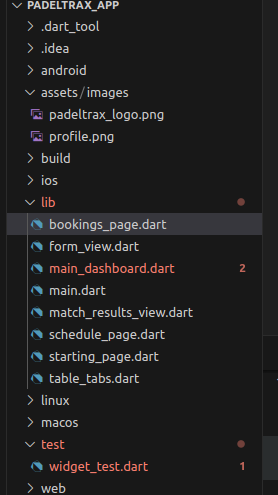 PADELTRAX_APP
.dart_tool
.idea
android
assets/images
padeltrax_logo.png
profile.png
build
ios
lib
bookings_page.dart
form_view.dart
main_dashboard.dart 2
main.dart
match_results_view.dart
schedule_page.dart
starting_page.dart
table_tabs.dart
linux
macos
test
widget_test.dart 1
web